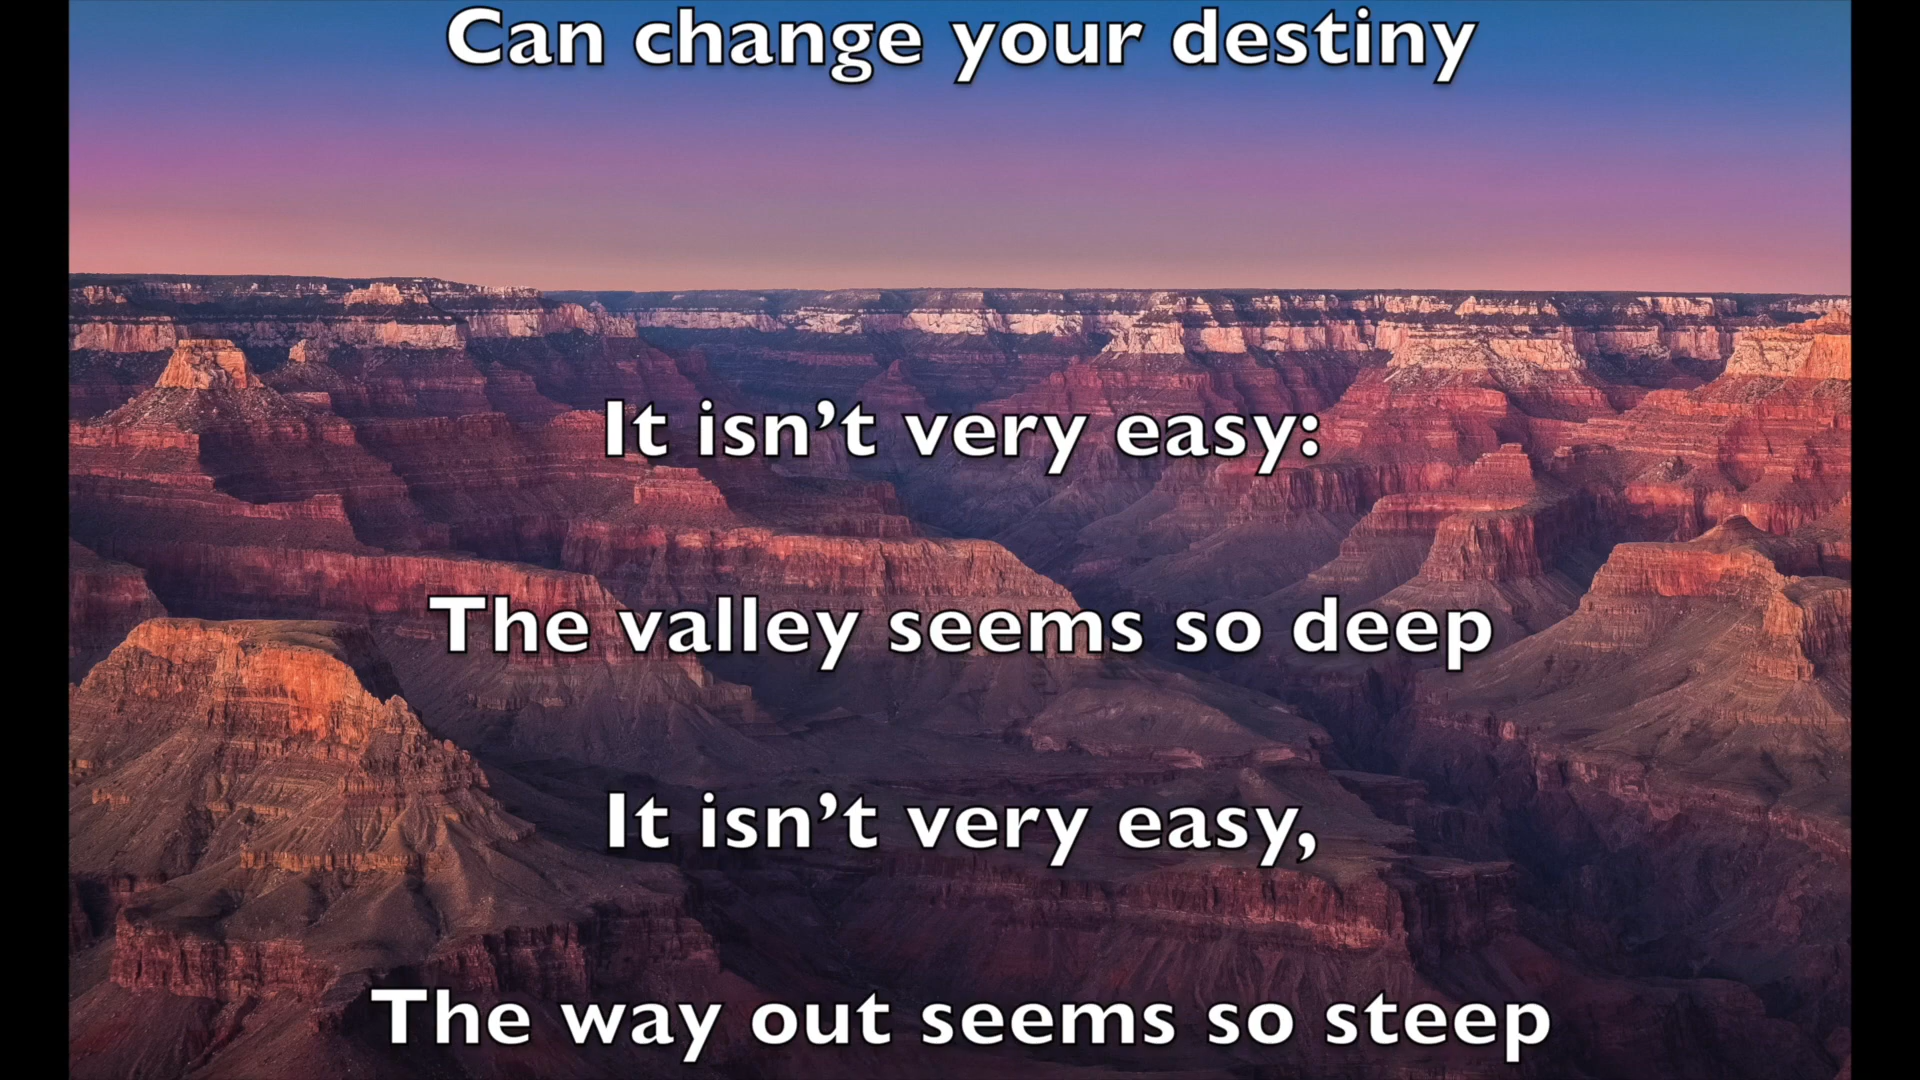 Can change your destiny
It isn’t very easy:
The valley seems so deep
It isn’t very easy,
The way out seems so steep